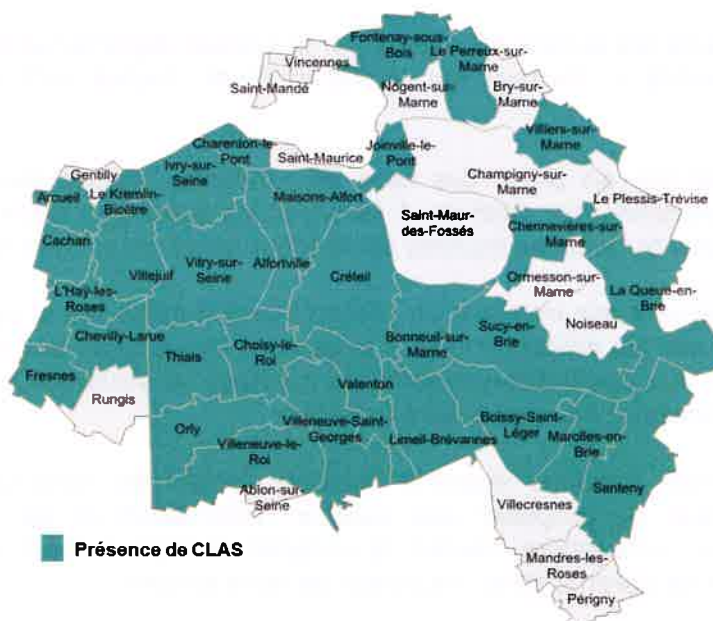 Fontenay-sous-
Bois
Le Perreux-sur-
Marne
Vincennes
Saint-Mandé
Nogent-sur-
Marne
Bry-sur-
Marne
Villiers-sur-
Marne
Charenton-le-
Pont
Joinville-le-
Pont
Saint-Maurice
Ivry-sur-
Seine
Gentilly
Champigny-sur-
Marne
Le Plessis-Trévise
Arcueil
Le Kremlin-
Bicêtre
Maisons-Alfort
Saint-Maur-
des-Fossés
Chennevières-sur-
Marne
Cachan
Villejuif
Vitry-sur-
Seine
Alfortville
Créteil
Ormesson-sur-
Marne
La Queue-en-
Brie
L'Hay-les-
Roses
Noiseau
Chevilly-Larue
Thiais
Choisy-le-
Roi
Bonneuil-sur-
Marne
Sucy-en-
Brie
Fresnes
Rungis
Valenton
Orly
Villeneuve-le-
Roi
Villeneuve-Saint-
Georges
Limeil-Brévannes
Boissy-Saint-
Léger
Marolles-en-
Brie
Santeny
Ablon-sur-
Seine
Villecresnes
Mandres-les-
Roses
Périgny
Présence de CLAS